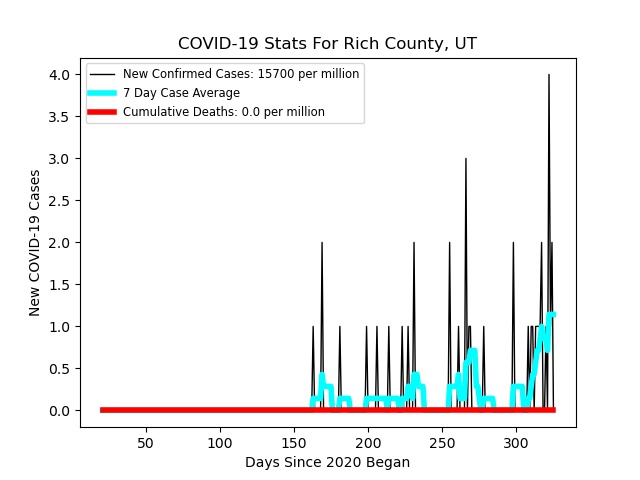 COVID-19 Stats For Rich County, UT
New Confirmed Cases: 15700 per million
7 Day Case Average
Cumulative Deaths: 0.0 per million
New COVID-19 Cases
4.0
3.5
3.0
2.5
2.0
1.5
1.0
0.5
0.0
50 100 150 200 250 300
Days Since 2020 Began